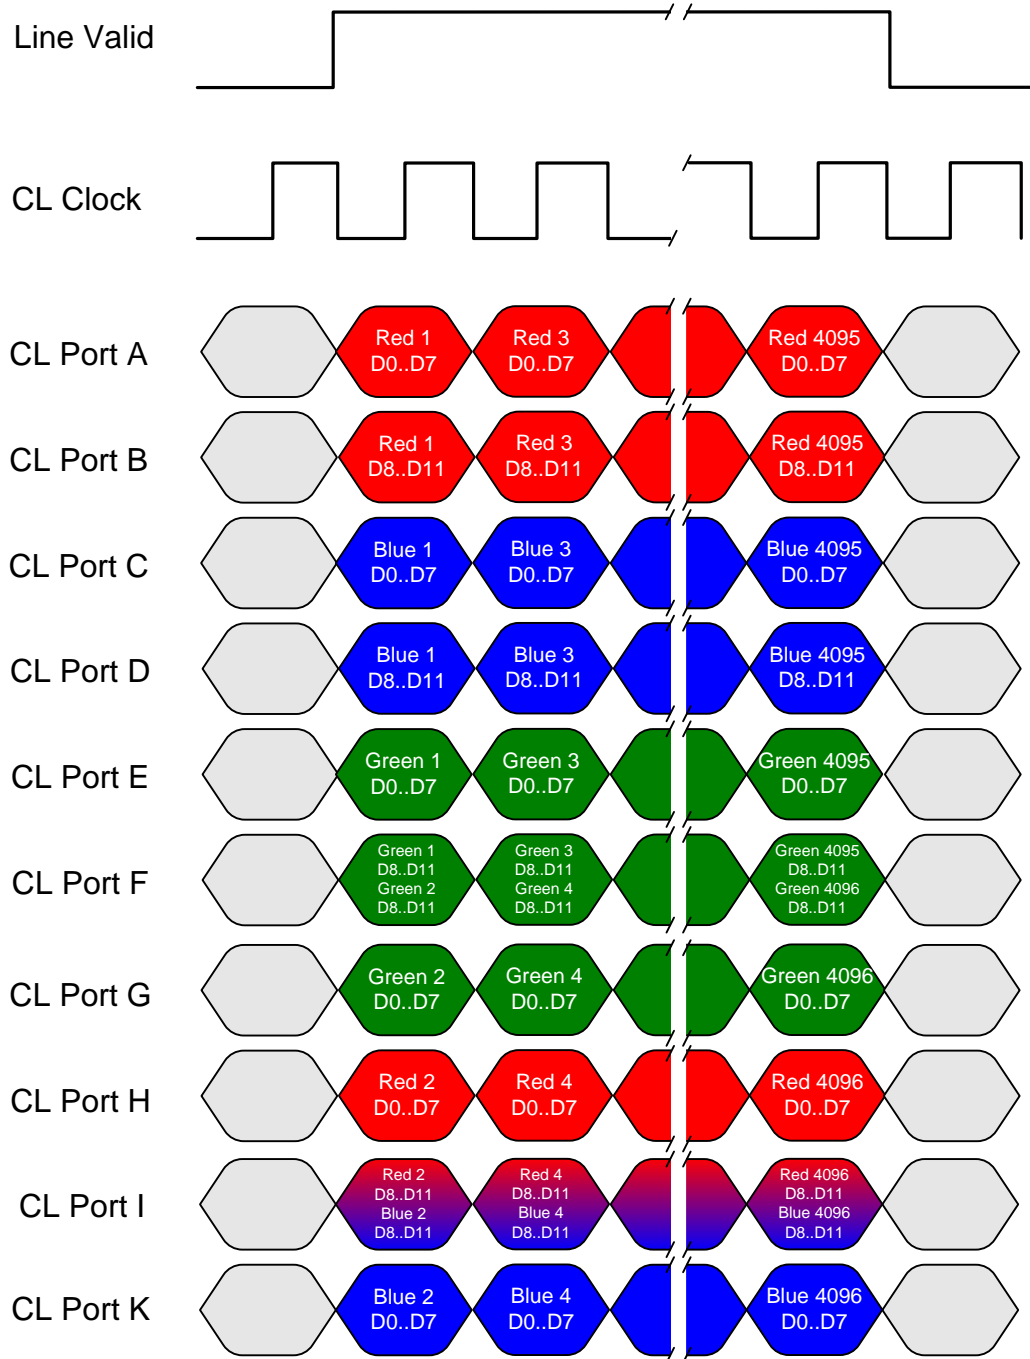 Line Valid
CL Clock
CL Port A
Red 1
D0..D7
Red 3
D0..D7
Red 4095
D0..D7
CL Port B
Red 1
D8..D11
Red 3
D8..D11
Red 4095
D8..D11
CL Port C
Blue 1
D0..D7
Blue 3
D0..D7
Blue 4095
D0..D7
CL Port D
Blue 1
D8..D11
Blue 3
D8..D11
Blue 4095
D8..D11
CL Port E
Green 1
D0..D7
Green 3
D0..D7
Green 4095
D0..D7
CL Port F
Green 1
D8..D11
Green 2
D8..D11
Green 3
D8..D11
Green 4
D8..D11
Green 4095
D8..D11
Green 4096
D8..D11
CL Port G
Green 2
D0..D7
Green 4
D0..D7
Green 4096
D0..D7
CL Port H
Red 2
D0..D7
Red 4
D0..D7
Red 4096
D0..D7
CL Port I
Red 2
D8..D11
Blue 2
D8..D11
Red 4
D8..D11
Blue 4
D8..D11
Red 4096
D8..D11
Blue 4096
D8..D11
CL Port K
Blue 2
D0..D7
Blue 4
D0..D7
Blue 4096
D0..D7